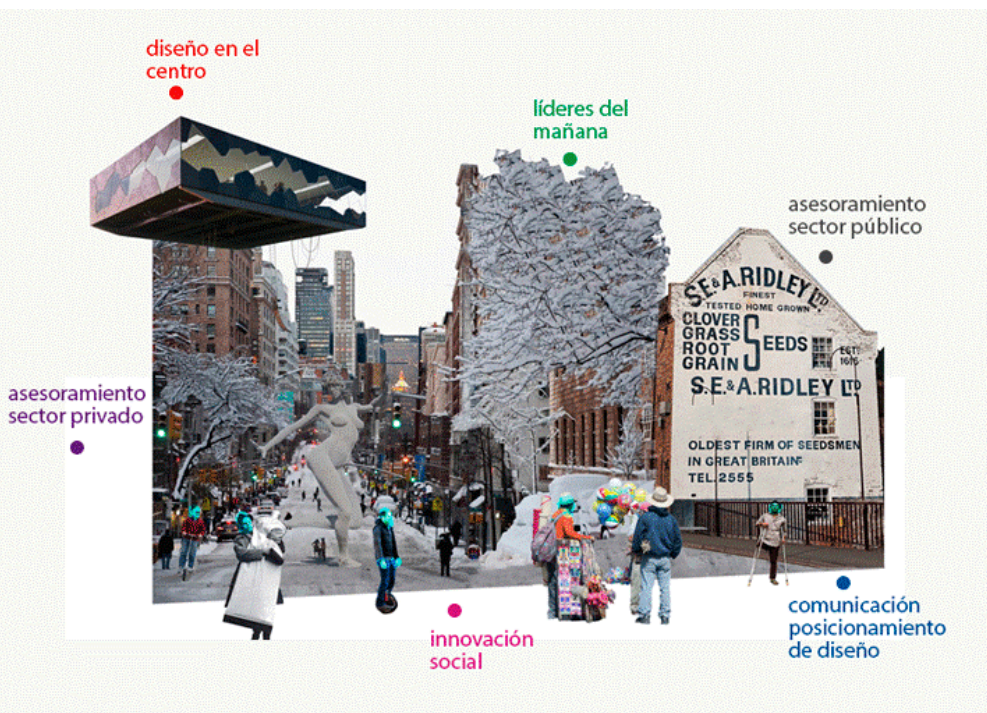 diseño en el
centro
líderes del
mañana
asesoramiento
sector público
S.E.&A.RIDLEY LTD
FINEST
TESTED HOME GROWN
CLOVER
GRASS
ROOT
GRAIN
SEEDS
EST:
1616
S.E.&A.RIDLEY LTD
OLDEST FIRM OF SEEDSMEN
IN GREAT BRITAIN
TEL.2555
asesoramiento
sector privado
innovación
social
comunicación
posicionamiento
de diseño